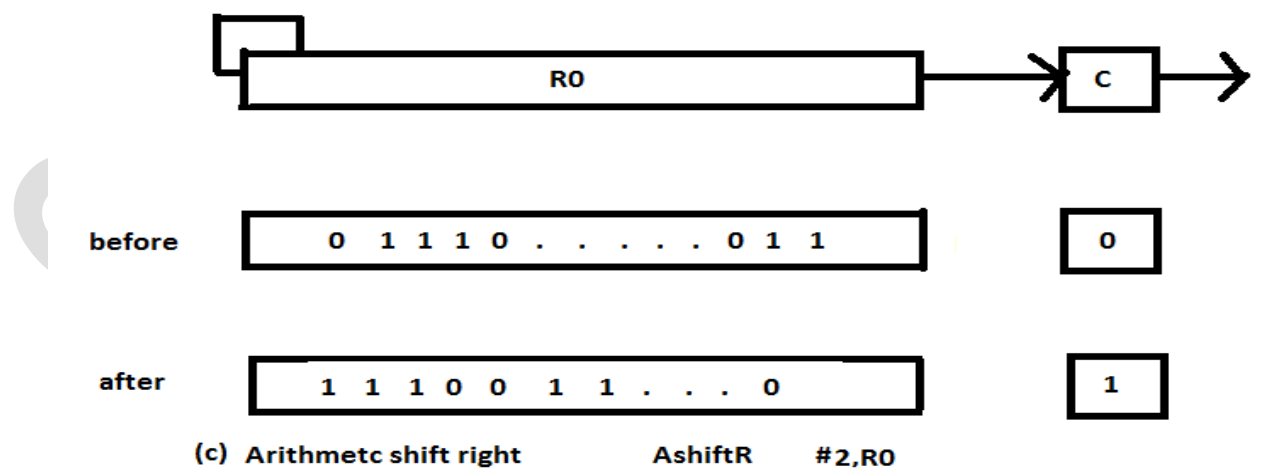 R0 C
before 0 1 1 1 0 . . . . . 0 1 1 0
after 1 1 1 0 0 1 1 . . . 0 1
(c) Arithmetc shift right AshiftR #2,R0